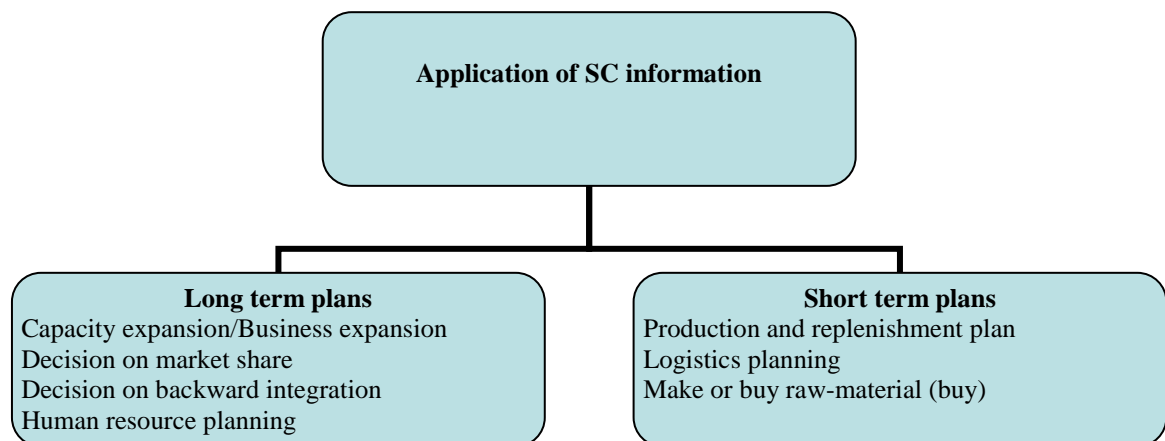 Application of SC information
Long term plans
Capacity expansion/Business expansion
Decision on market share
Decision on backward integration
Human resource planning
Short term plans
Production and replenishment plan
Logistics planning
Make or buy raw-material (buy)